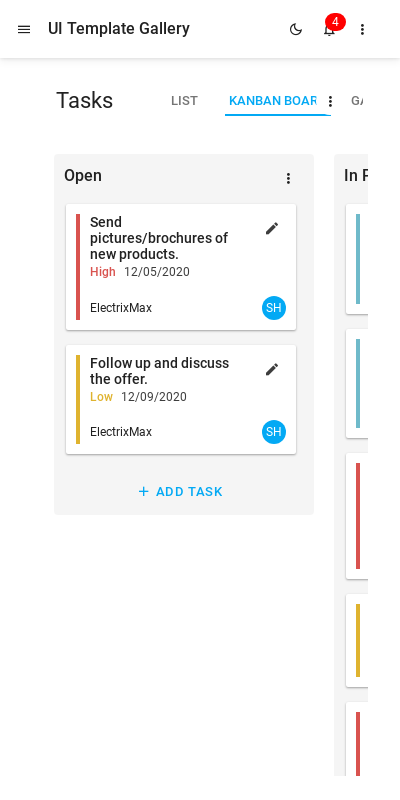 UI Template Gallery
4
Tasks
LIST
KANBAN BOAR
Open
Send
pictures/brochures of
new products.
High 12/05/2020
ElectrixMax
SH
Follow up and discuss
the offer.
Low 12/09/2020
ElectrixMax
SH
+ ADD TASK
In